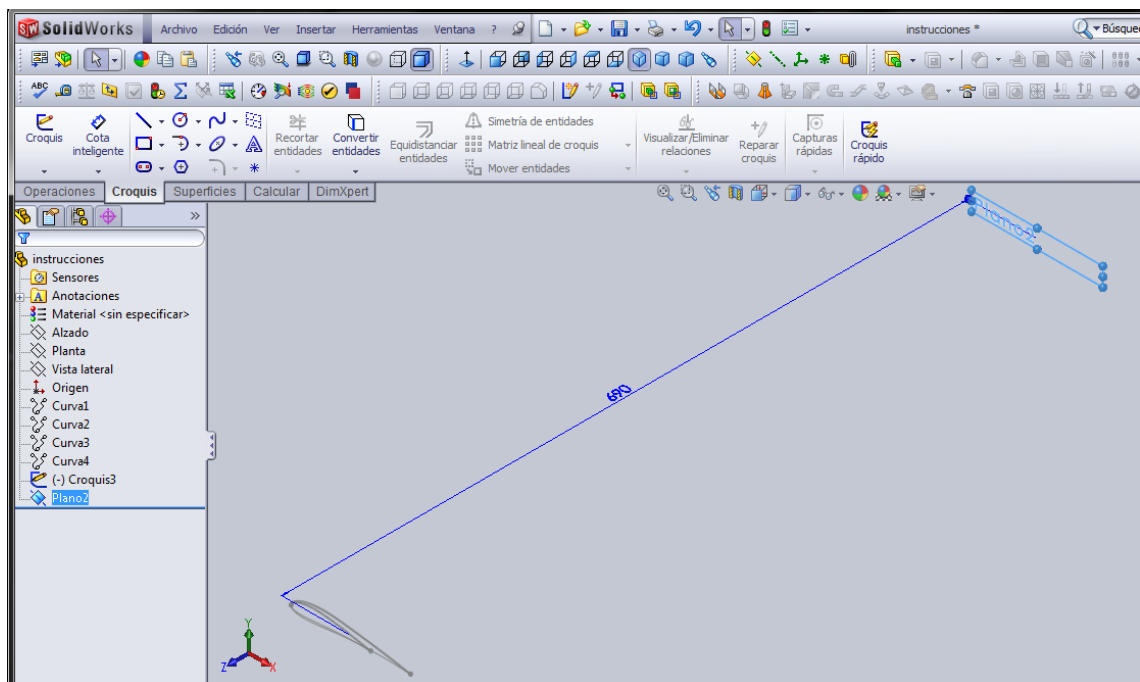 SolidWorks Archivo Edición Ver Insertar Herramientas Ventana ? instrucciones * Búsqued
ABC
Croquis
Cota inteligente
Recortar entidades
Convertir entidades
Equidistanciar entidades
Simetría de entidades
Matriz lineal de croquis
Mover entidades
Visualizar/Eliminar relaciones
Reparar croquis
Capturas rápidas
Croquis rápido
Operaciones Croquis Superficies Calcular DimXpert
instrucciones
Sensores
Anotaciones
Material <sin especificar>
Alzado
Planta
Vista lateral
Origen
Curva1
Curva2
Curva3
Curva4
(-) Croquis3
Plano2
Plano2
690
Y
Z
X